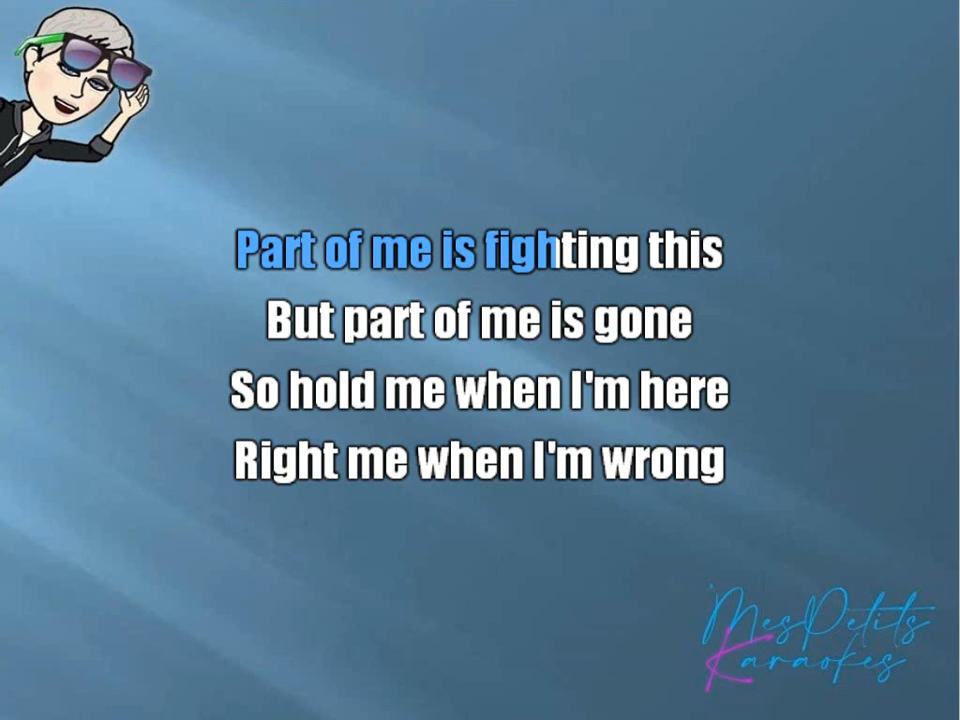 Part of me is fighting this
But part of me is gone
So hold me when I'm here
Right me when I'm wrong
MesPetits
Karaokes